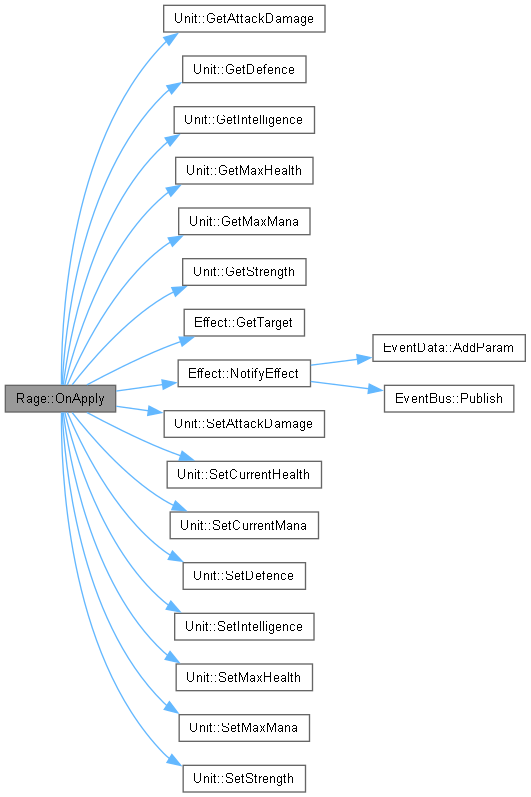 Unit::GetAttackDamage
Unit::GetDefence
Unit::GetIntelligence
Unit::GetMaxHealth
Unit::GetMaxMana
Unit::GetStrength
Effect::GetTarget
EventData::AddParam
Effect::NotifyEffect
Rage::OnApply
EventBus::Publish
Unit::SetAttackDamage
Unit::SetCurrentHealth
Unit::SetCurrentMana
Unit::SetDefence
Unit::SetIntelligence
Unit::SetMaxHealth
Unit::SetMaxMana
Unit::SetStrength